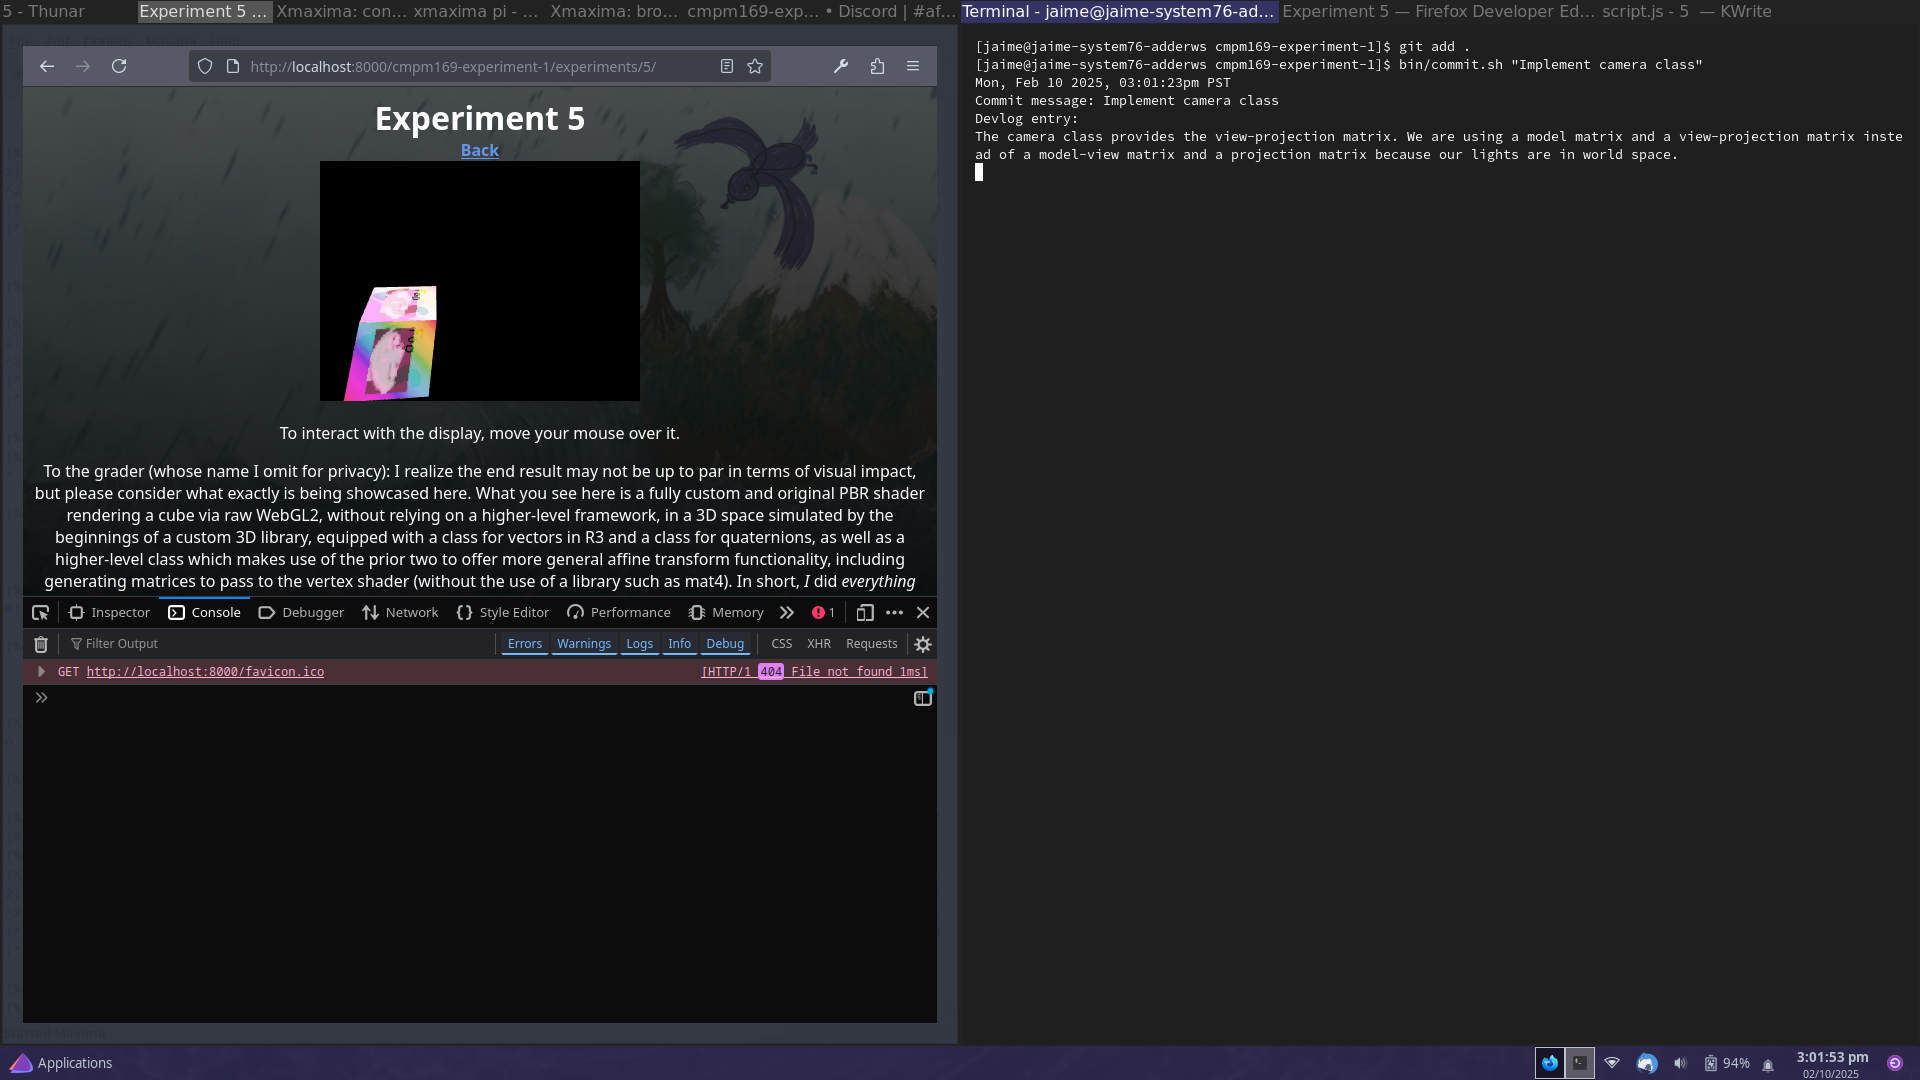 5 - Thunar
Experiment 5 ...
Xmaxima: con...
xmaxima pi - ...
Xmaxima: bro...
cmpm169-exp...
• Discord | #af...
Terminal - jaime@jaime-system76-ad...
Experiment 5 — Firefox Developer Ed...
script.js - 5 — KWrite
http://localhost:8000/cmpm169-experiment-1/experiments/5/
Experiment 5
Back
To interact with the display, move your mouse over it.
To the grader (whose name I omit for privacy): I realize the end result may not be up to par in terms of visual impact,
but please consider what exactly is being showcased here. What you see here is a fully custom and original PBR shader
rendering a cube via raw WebGL2, without relying on a higher-level framework, in a 3D space simulated by the
beginnings of a custom 3D library, equipped with a class for vectors in R3 and a class for quaternions, as well as a
higher-level class which makes use of the prior two to offer more general affine transform functionality, including
generating matrices to pass to the vertex shader (without the use of a library such as mat4). In short, I did everything
Inspector Console Debugger Network Style Editor Performance Memory 1
Filter Output Errors Warnings Logs Info Debug CSS XHR Requests
GET http://localhost:8000/favicon.ico [HTTP/1 404 File not found 1ms]
[jaime@jaime-system76-adderws cmpm169-experiment-1]$ git add .
[jaime@jaime-system76-adderws cmpm169-experiment-1]$ bin/commit.sh "Implement camera class"
Mon, Feb 10 2025, 03:01:23pm PST
Commit message: Implement camera class
Devlog entry:
The camera class provides the view-projection matrix. We are using a model matrix and a view-projection matrix inste
ad of a model-view matrix and a projection matrix because our lights are in world space.
Started Maxima
Applications
94%
3:01:53 pm
02/10/2025